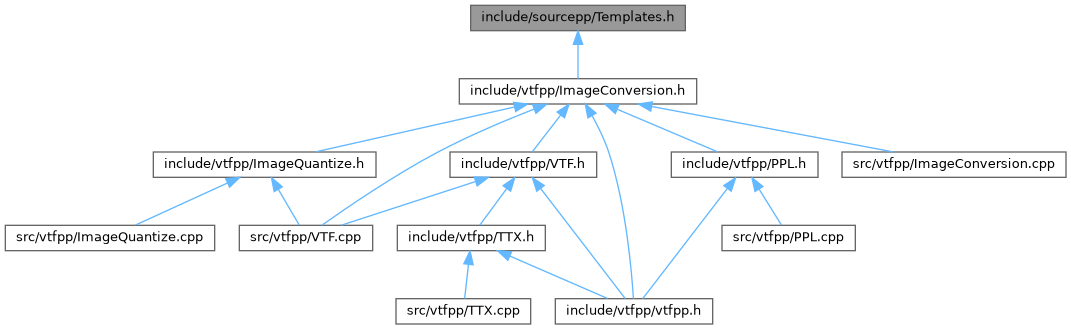 include/sourcepp/Templates.h
include/vtfpp/ImageConversion.h
include/vtfpp/ImageQuantize.h
include/vtfpp/VTF.h
include/vtfpp/PPL.h
src/vtfpp/ImageConversion.cpp
src/vtfpp/ImageQuantize.cpp
src/vtfpp/VTF.cpp
include/vtfpp/TTX.h
src/vtfpp/PPL.cpp
src/vtfpp/TTX.cpp
include/vtfpp/vtfpp.h